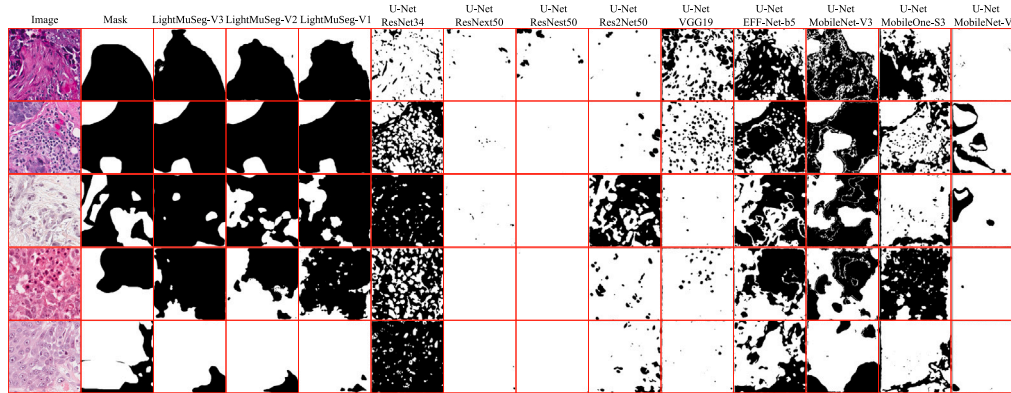 Image Mask LightMuSeg-V3 LightMuSeg-V2 LightMuSeg-V1
U-Net ResNet34
U-Net ResNext50
U-Net ResNest50
U-Net Res2Net50
U-Net VGG19
U-Net EFF-Net-b5
U-Net MobileNet-V3
U-Net MobileOne-S3
U-Net MobileNet-V